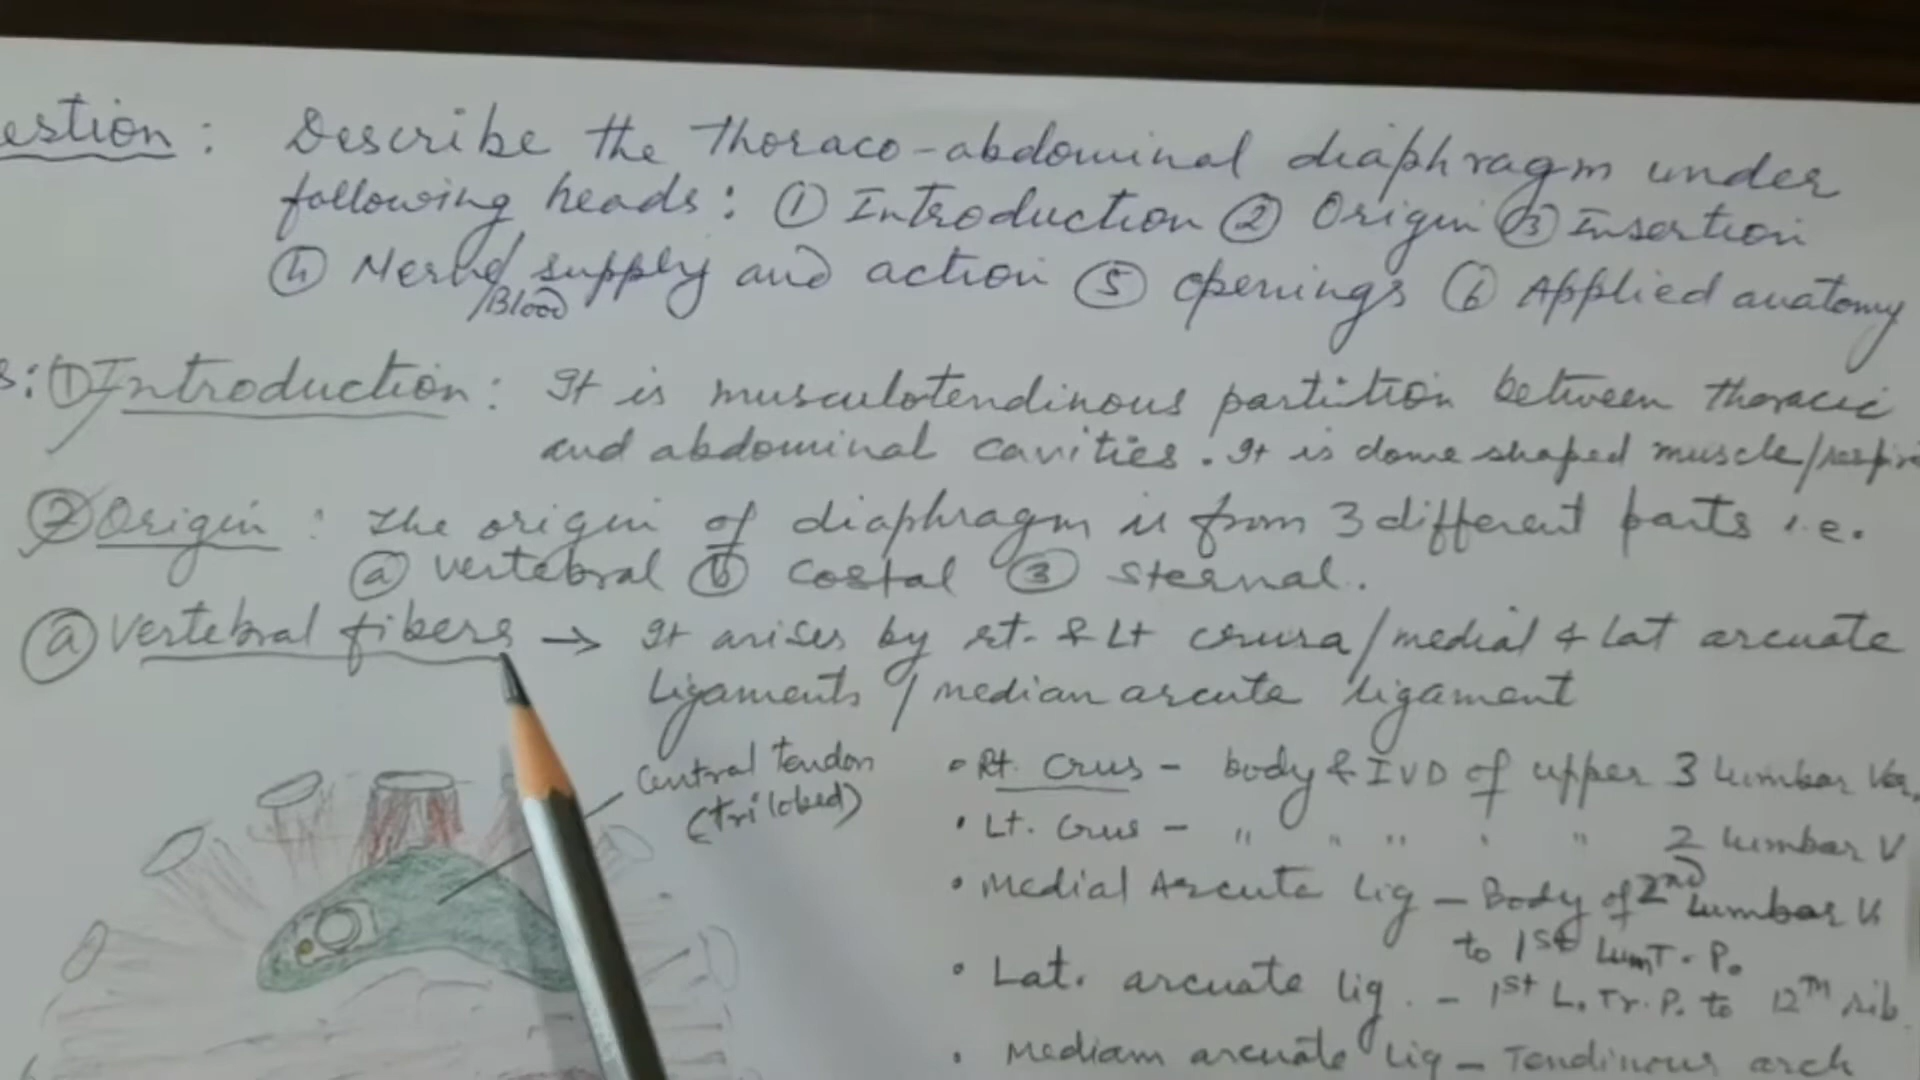 estion: Describe the Thoraco-abdominal diaphragm under
following heads: ① Introduction ② Origin ③ Insertion
④ Nerve/Blood supply and action ⑤ Openings ⑥ Applied anatomy
s: ① Introduction: It is musculotendinous partition between thoracic
and abdominal cavities. It is dome shaped muscle/respir
② Origin: The origin of diaphragm is from 3 different parts i.e.
ⓐ vertebral ⓑ Costal ③ Sternal.
ⓐ Vertebral fibers → It arises by rt. & Lt crura/medial & lat arcuate
Ligaments/median arcute ligament
Central tendon
(trilobed)
• Rt. Crus - body & IVD of upper 3 lumbar Ver.
• Lt. Crus - " " " " " 2 lumbar V
• Medial Arcute Lig - Body of 2nd Lumbar V.
to 1st Lum T. P.
• Lat. arcuate lig. - 1st L. Tr. P. to 12th rib.
• Mediam arcuate Lig - Tendinous arch